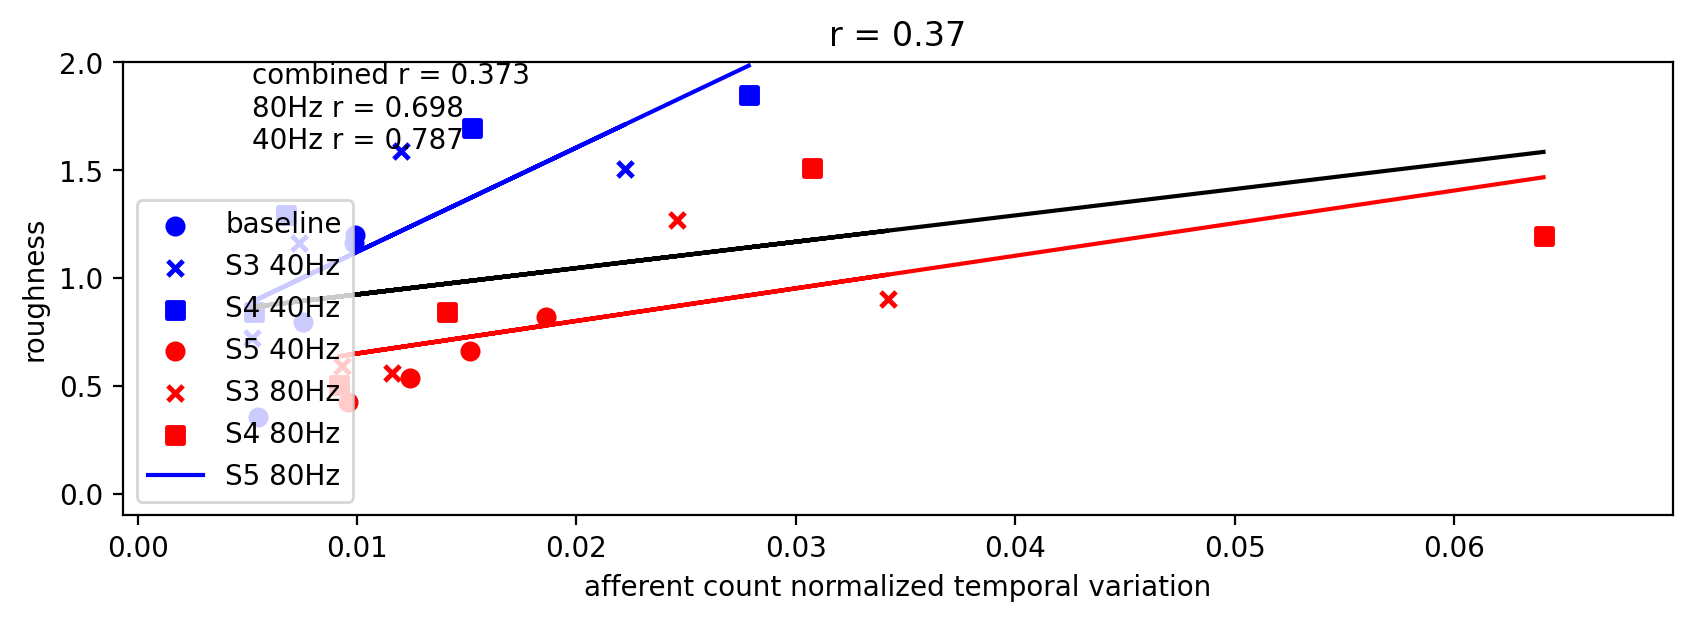 r = 0.37
combined r = 0.373
80Hz r = 0.698
40Hz r = 0.787
2.0
1.5
1.0
0.5
0.0
roughness
baseline
S3 40Hz
S4 40Hz
S5 40Hz
S3 80Hz
S4 80Hz
S5 80Hz
0.00 0.01 0.02 0.03 0.04 0.05 0.06
afferent count normalized temporal variation